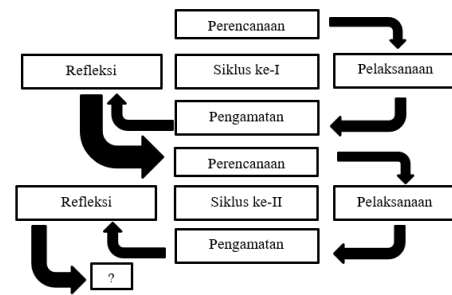 Perencanaan
Refleksi
Siklus ke-I
Pelaksanaan
Pengamatan
Perencanaan
Refleksi
Siklus ke-II
Pelaksanaan
Pengamatan
?